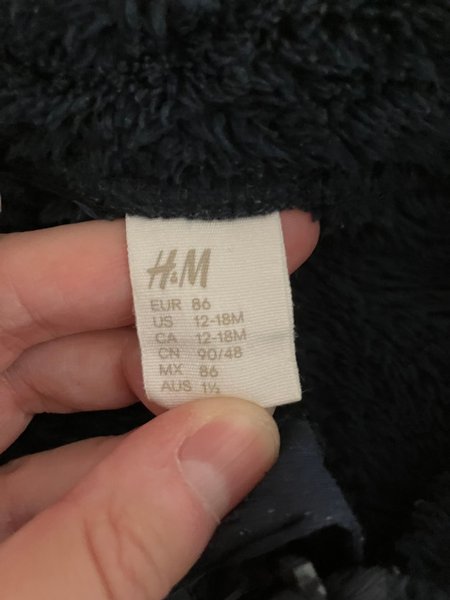 H&M
EUR 86
US 12-18M
CA 12-18M
CN 90/48
MX 86
AUS 1½